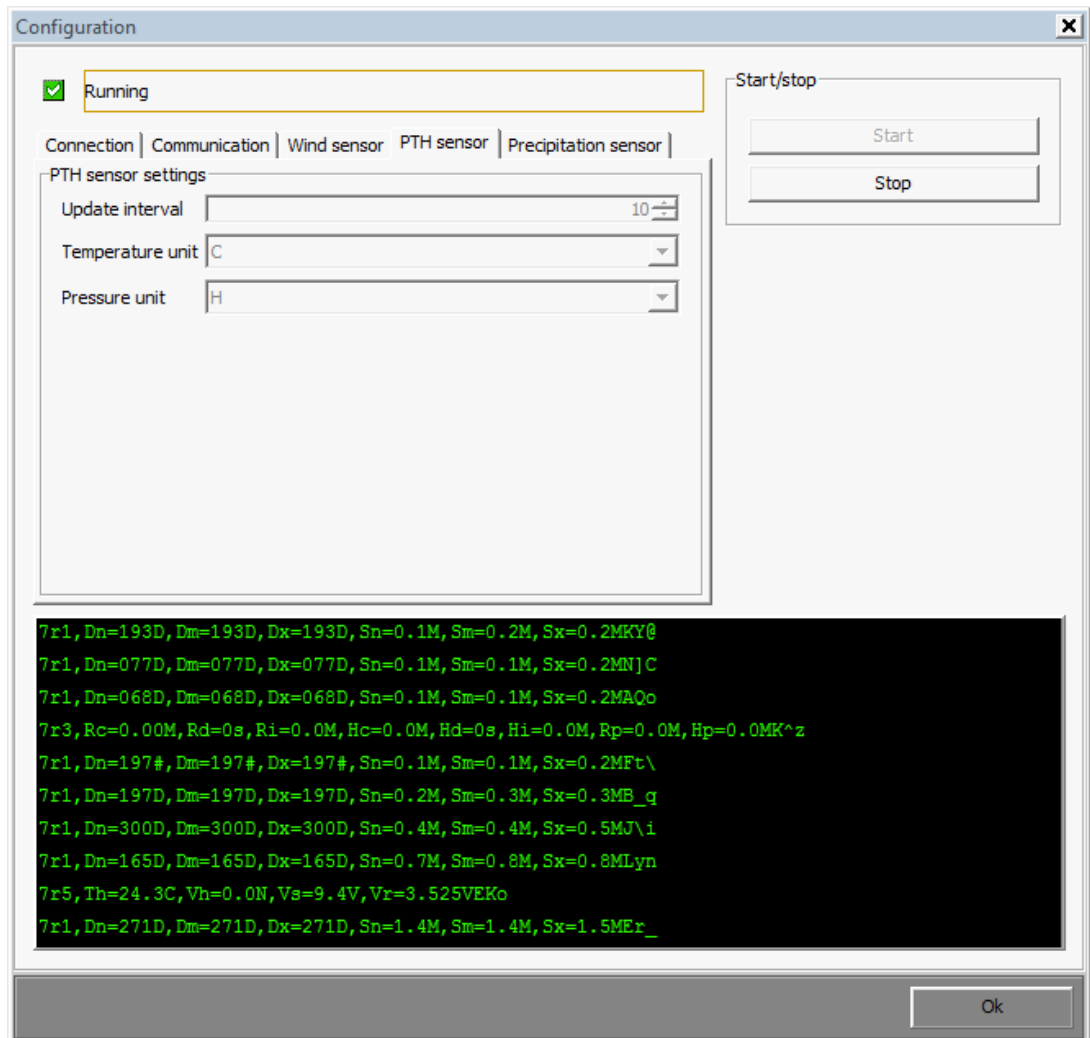 Configuration
Running
Start/stop
Start
Stop
Connection Communication Wind sensor PTH sensor Precipitation sensor
PTH sensor settings
Update interval 10
Temperature unit C
Pressure unit H
7r1,Dn=193D,Dm=193D,Dx=193D,Sn=0.1M,Sm=0.2M,Sx=0.2MKY@
7r1,Dn=077D,Dm=077D,Dx=077D,Sn=0.1M,Sm=0.1M,Sx=0.2MN]C
7r1,Dn=068D,Dm=068D,Dx=068D,Sn=0.1M,Sm=0.1M,Sx=0.2MAQo
7r3,Rc=0.00M,Rd=0s,Ri=0.0M,Hc=0.0M,Hd=0s,Hi=0.0M,Rp=0.0M,Hp=0.0MK^z
7r1,Dn=197#,Dm=197#,Dx=197#,Sn=0.1M,Sm=0.1M,Sx=0.2MFt\
7r1,Dn=197D,Dm=197D,Dx=197D,Sn=0.2M,Sm=0.3M,Sx=0.3MB_q
7r1,Dn=300D,Dm=300D,Dx=300D,Sn=0.4M,Sm=0.4M,Sx=0.5MJ\i
7r1,Dn=165D,Dm=165D,Dx=165D,Sn=0.7M,Sm=0.8M,Sx=0.8MLyn
7r5,Th=24.3C,Vh=0.0N,Vs=9.4V,Vr=3.525VEKo
7r1,Dn=271D,Dm=271D,Dx=271D,Sn=1.4M,Sm=1.4M,Sx=1.5MEr_
Ok